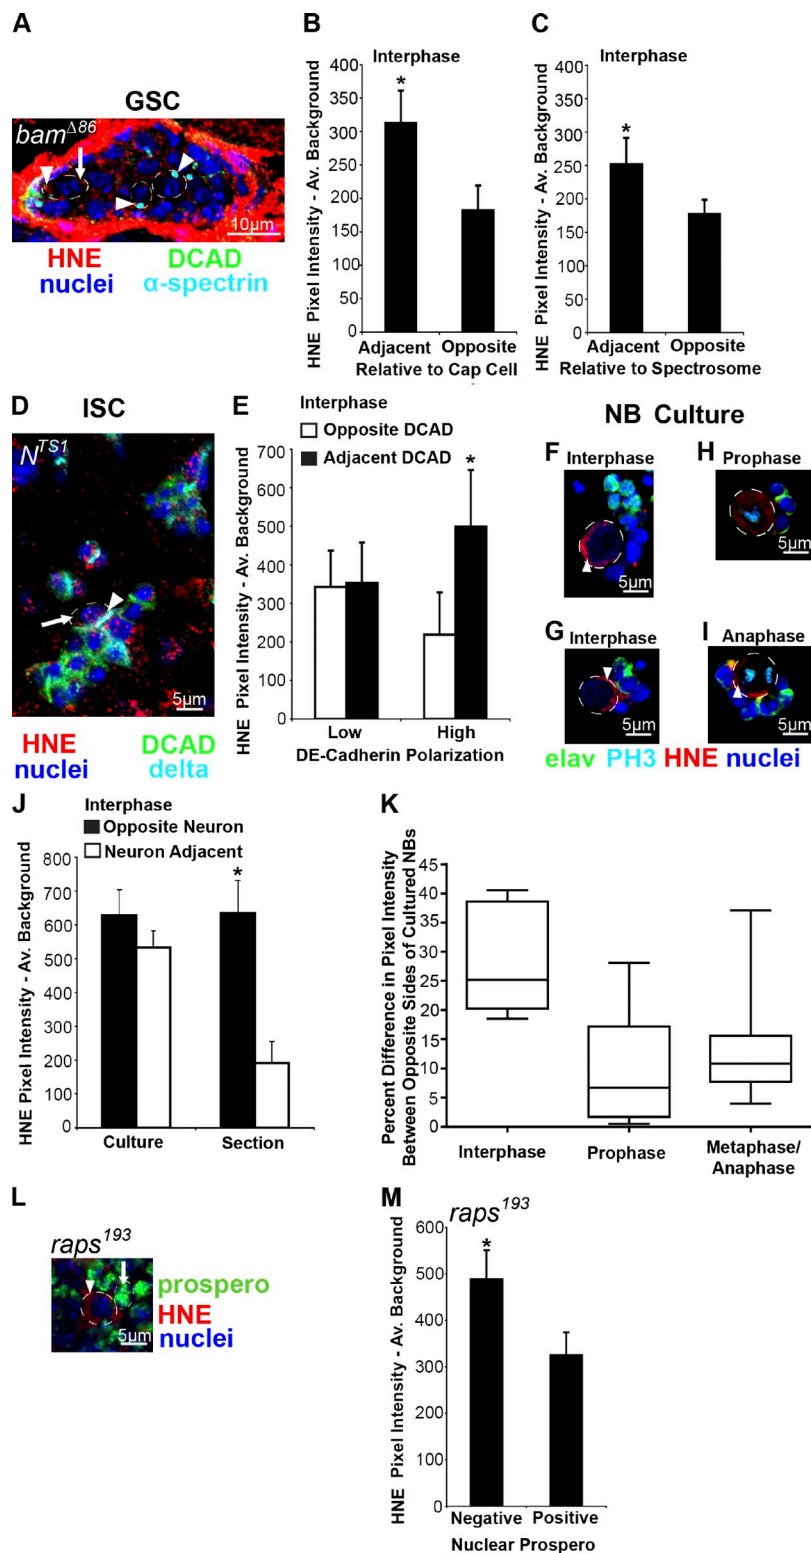 A
GSC
bamΔ86
10µm
HNE DCAD
nuclei α-spectrin
B
Interphase
HNE Pixel Intensity - Av. Background
400
350
300
250
200
150
100
50
0
*
Adjacent Opposite
Relative to Cap Cell
C
Interphase
HNE Pixel Intensity - Av. Background
400
350
300
250
200
150
100
50
0
*
Adjacent Opposite
Relative to Spectrosome
D
ISC
NTS1
5µm
HNE DCAD
nuclei delta
E
Interphase
Opposite DCAD
Adjacent DCAD
HNE Pixel Intensity - Av. Background
700
600
500
400
300
200
100
0
*
Low High
DE-Cadherin Polarization
NB Culture
F Interphase
5µm
H Prophase
5µm
G Interphase
5µm
I Anaphase
5µm
elav PH3 HNE nuclei
J
Interphase
Opposite Neuron
Neuron Adjacent
HNE Pixel Intensity - Av. Background
800
700
600
500
400
300
200
100
0
*
Culture Section
K
Percent Difference in Pixel Intensity
Between Opposite Sides of Cultured NBs
45
40
35
30
25
20
15
10
5
0
Interphase Prophase Metaphase/
Anaphase
L
raps193
5µm
prospero
HNE
nuclei
M
raps193
HNE Pixel Intensity - Av. Background
600
500
400
300
200
100
0
*
Negative Positive
Nuclear Prospero